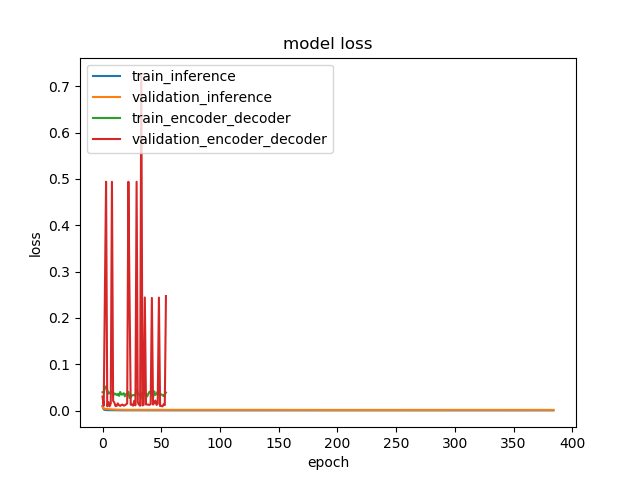 model loss
train_inference
validation_inference
train_encoder_decoder
validation_encoder_decoder
0.7
0.6
0.5
0.4
0.3
0.2
0.1
0.0
loss
0 50 100 150 200 250 300 350 400
epoch